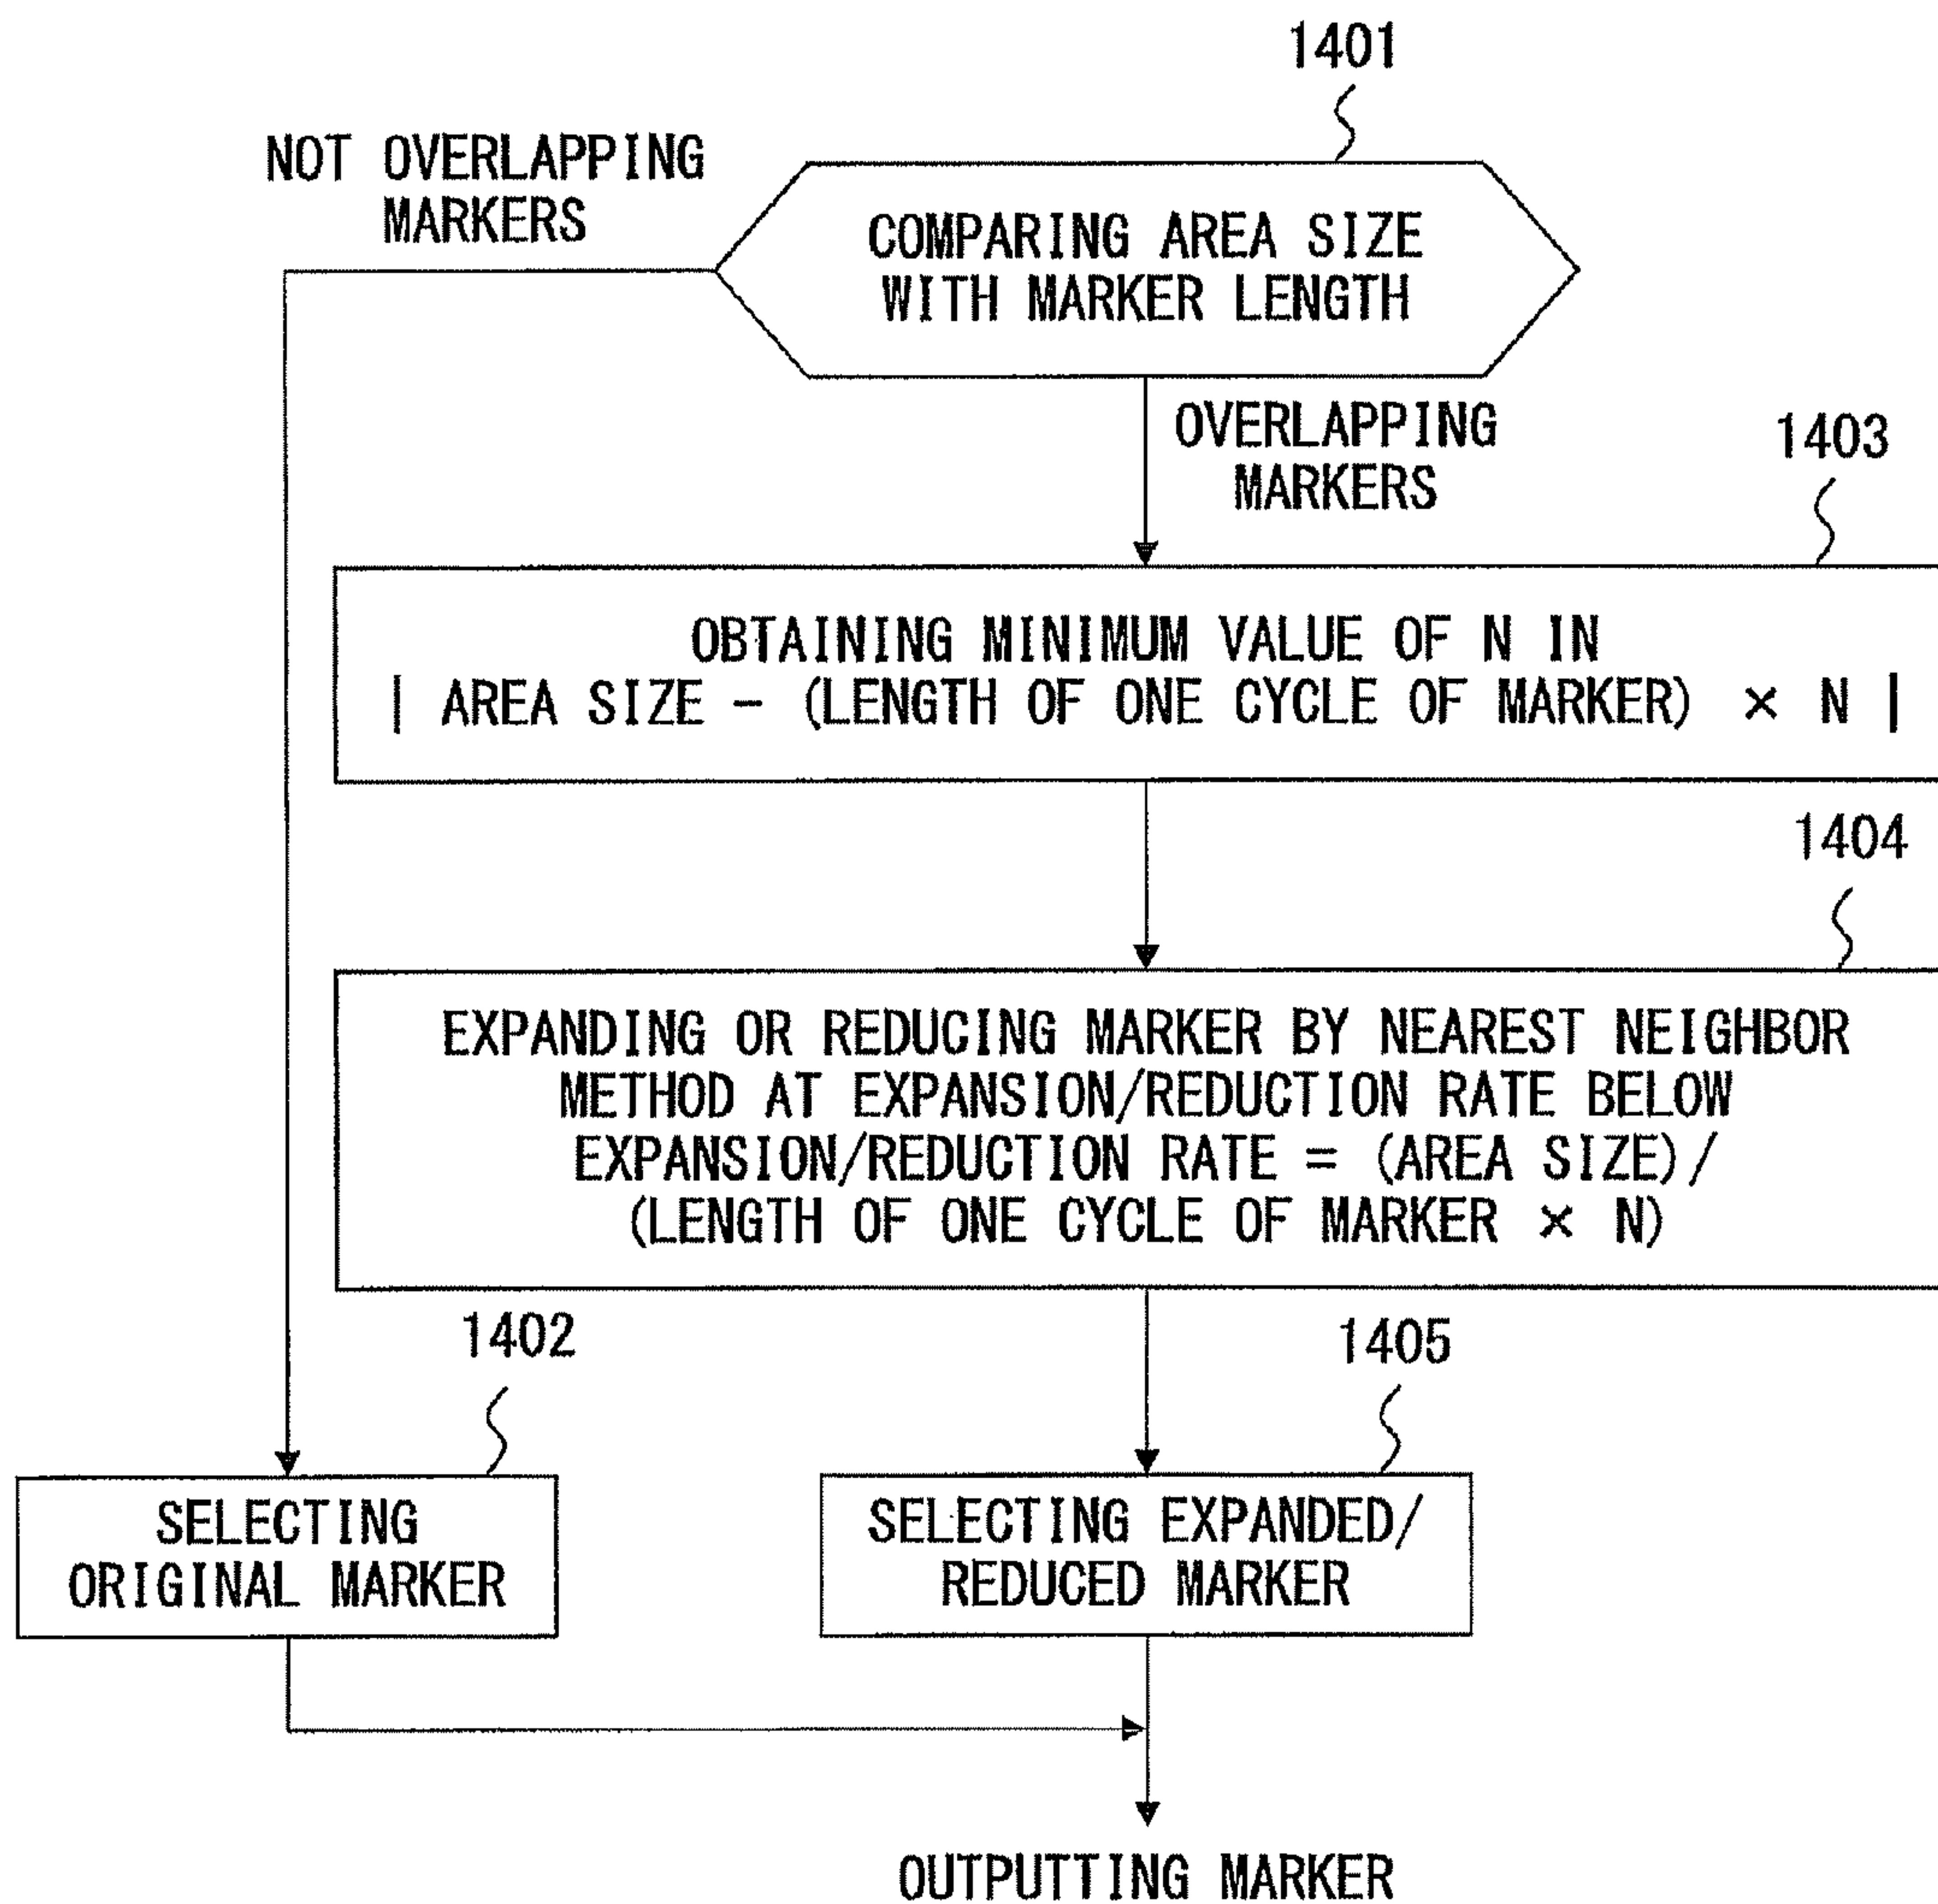 1401
NOT OVERLAPPING
MARKERS
COMPARING AREA SIZE
WITH MARKER LENGTH
OVERLAPPING
MARKERS
1403
OBTAINING MINIMUM VALUE OF N IN
| AREA SIZE - (LENGTH OF ONE CYCLE OF MARKER) × N |
1404
EXPANDING OR REDUCING MARKER BY NEAREST NEIGHBOR
METHOD AT EXPANSION/REDUCTION RATE BELOW
EXPANSION/REDUCTION RATE = (AREA SIZE)/
(LENGTH OF ONE CYCLE OF MARKER × N)
1402
SELECTING
ORIGINAL MARKER
1405
SELECTING EXPANDED/
REDUCED MARKER
OUTPUTTING MARKER